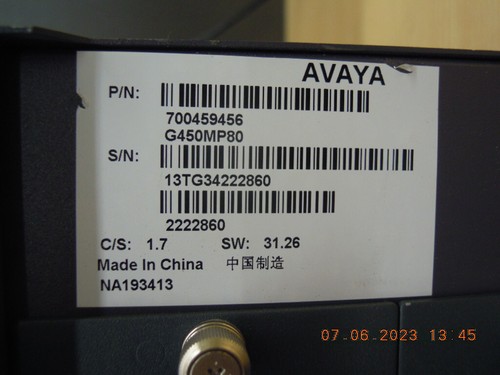 AVAYA
P/N:
700459456
G450MP80
S/N:
13TG34222860
2222860
C/S: 1.7 SW: 31.26
Made In China 中国制造
NA193413
07.06.2023 13:45